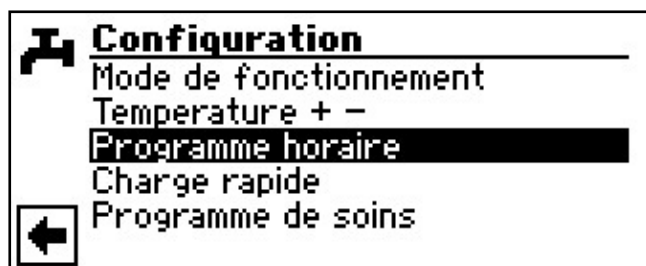 Configuration
Mode de fonctionnement
Temperature + -
Programme horaire
Charge rapide
Programme de soins